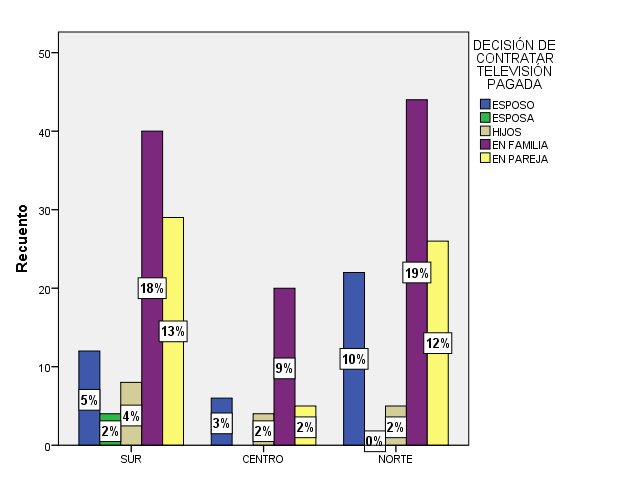 DECISIÓN DE
CONTRATAR
TELEVISIÓN
PAGADA
ESPOSO
ESPOSA
HIJOS
EN FAMILIA
EN PAREJA
Recuento
50
40
30
20
10
0
5%
2%
4%
18%
13%
3%
2%
9%
2%
10%
0%
2%
19%
12%
SUR
CENTRO
NORTE